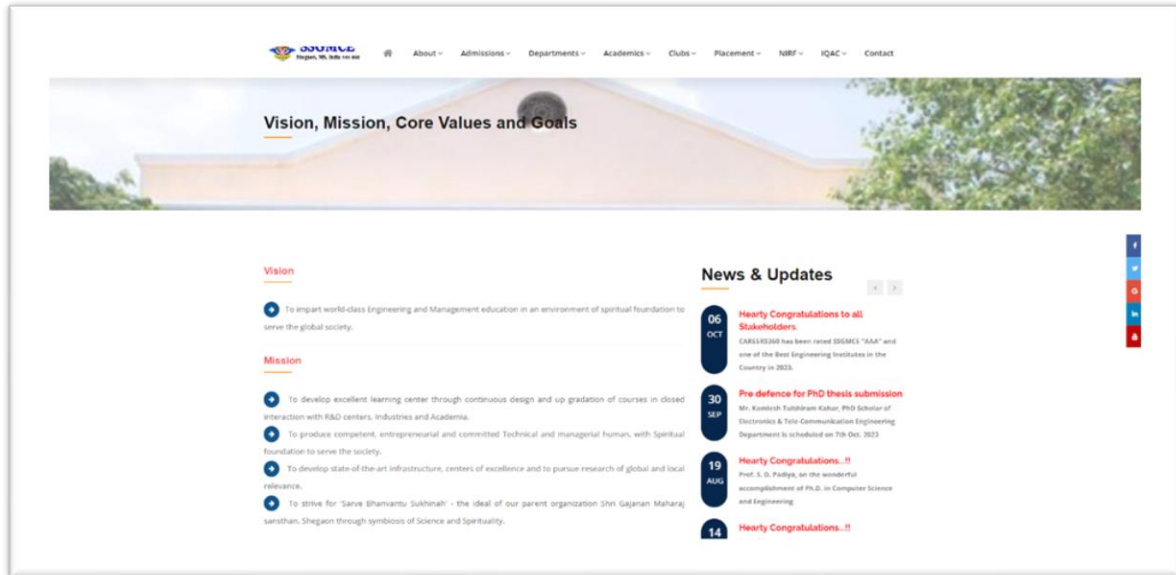 SSGMCE
Shegaon, MS, India 444 203
About
Admissions
Departments
Academics
Clubs
Placement
NIRF
IQAC
Contact
Vision, Mission, Core Values and Goals
Vision
To impart world-class Engineering and Management education in an environment of spiritual foundation to
serve the global society.
Mission
To develop excellent learning center through continuous design and up gradation of courses in closed
interaction with R&D centers, Industries and Academia.
To produce competent, entrepreneurial and committed Technical and managerial human, with Spiritual
foundation to serve the society.
To develop state-of-the-art infrastructure, centers of excellence and to pursue research of global and local
relevance.
To strive for 'Sarve Bhanvantu Sukhinah' - the ideal of our parent organization Shri Gajanan Maharaj
sansthan, Shegaon through symbiosis of Science and Spirituality.
News & Updates
06
OCT
Hearty Congratulations to all
Stakeholders.
CAREERS360 has been rated SSGMCE "AAA" and
one of the Best Engineering Institutes in the
Country in 2023.
30
SEP
Pre defence for PhD thesis submission
Mr. Kamlesh Tulshiram Kahar, PhD Scholar of
Electronics & Tele-Communication Engineering
Department is scheduled on 7th Oct, 2023
19
AUG
Hearty Congratulations...!!
Prof. S. D. Padiya, on the wonderful
accomplishment of Ph.D. in Computer Science
and Engineering
14
Hearty Congratulations...!!
f
G
in